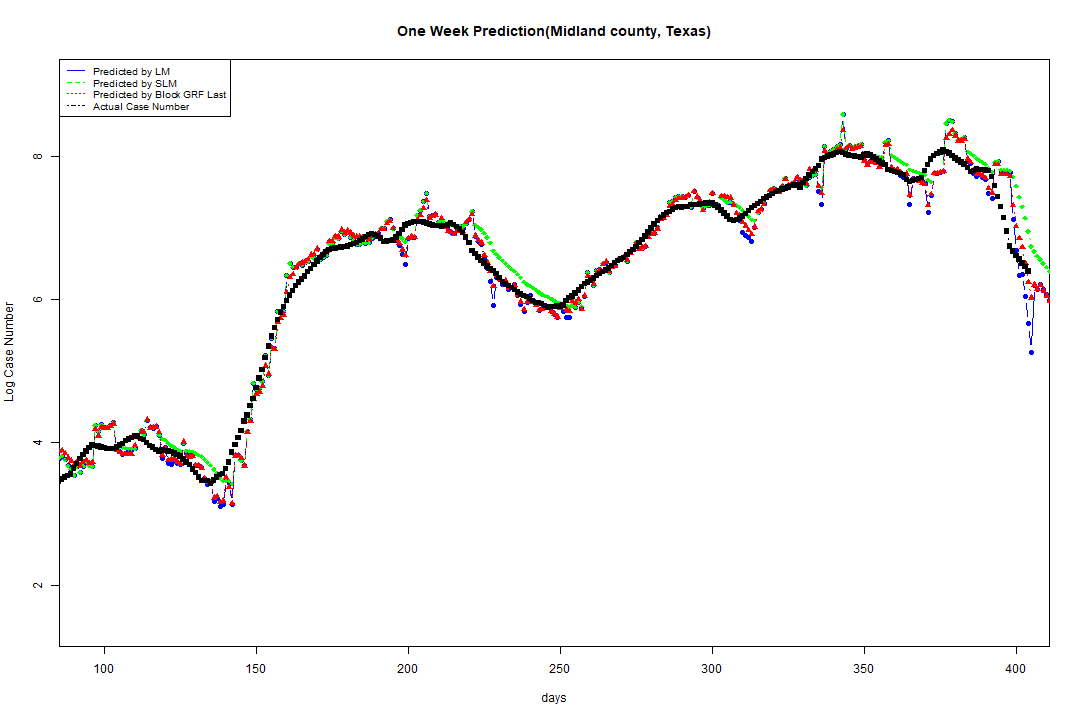 One Week Prediction(Midland county, Texas)
Predicted by LM
Predicted by SLM
Predicted by Block GRF Last
Actual Case Number
8
6
4
2
Log Case Number
100 150 200 250 300 350 400
days